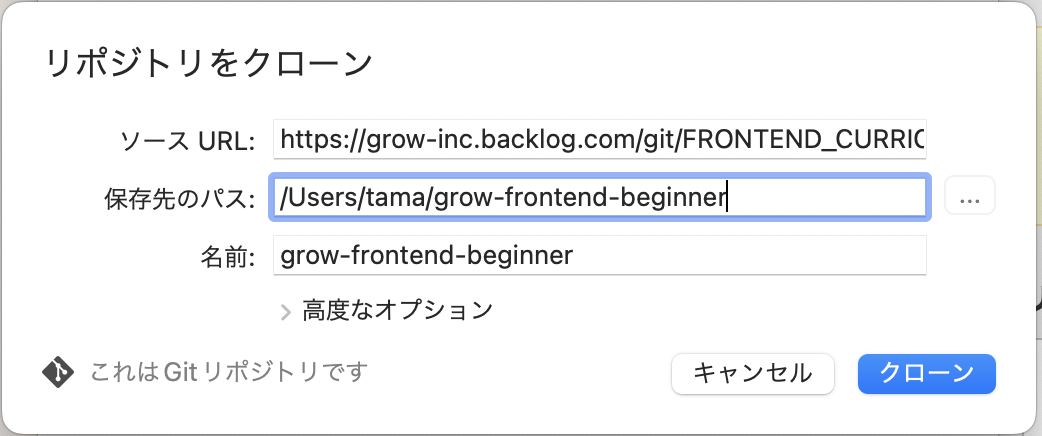 リポジトリをクローン
ソース URL: https://grow-inc.backlog.com/git/FRONTEND_CURRIC
保存先のパス: /Users/tama/grow-frontend-beginner ...
名前: grow-frontend-beginner
高度なオプション
これはGitリポジトリです キャンセル クローン